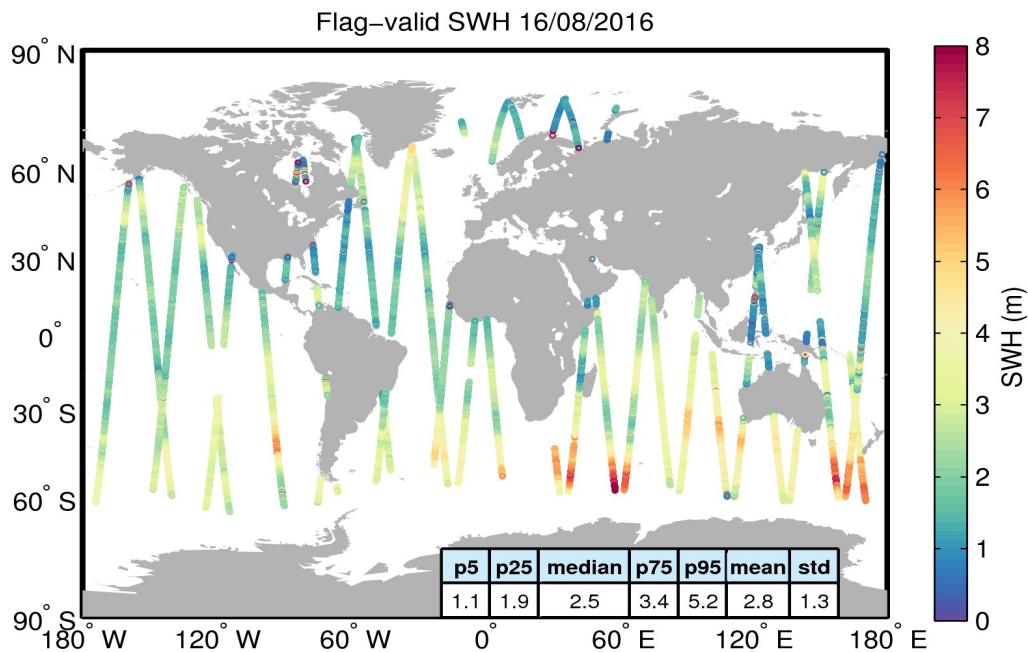 Flag−valid SWH 16/08/2016
90° N
60° N
30° N
0°
30° S
60° S
90° S
180° W
120° W
60° W
0°
60° E
120° E
180° E
8
7
6
5
4
3
2
1
0
SWH (m)
p5 p25 median p75 p95 mean std
1.1 1.9 2.5 3.4 5.2 2.8 1.3